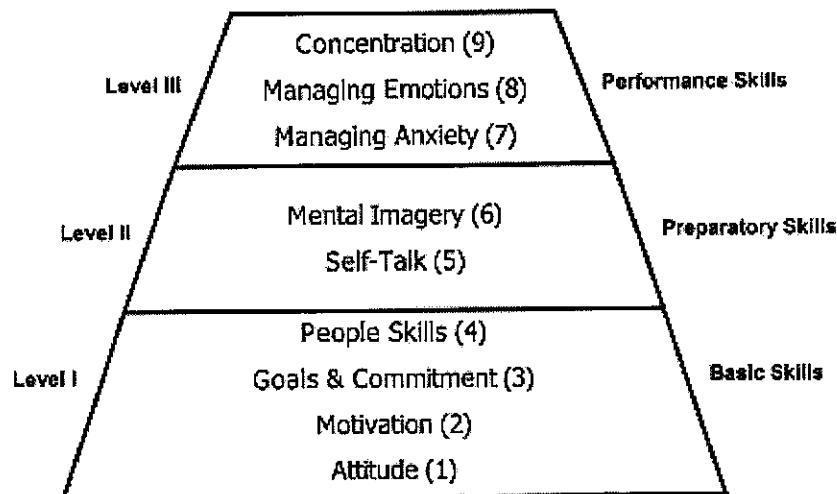 Concentration (9)
Level III
Managing Emotions (8)
Performance Skills
Managing Anxiety (7)
Mental Imagery (6)
Level II
Preparatory Skills
Self-Talk (5)
People Skills (4)
Level I
Goals & Commitment (3)
Basic Skills
Motivation (2)
Attitude (1)